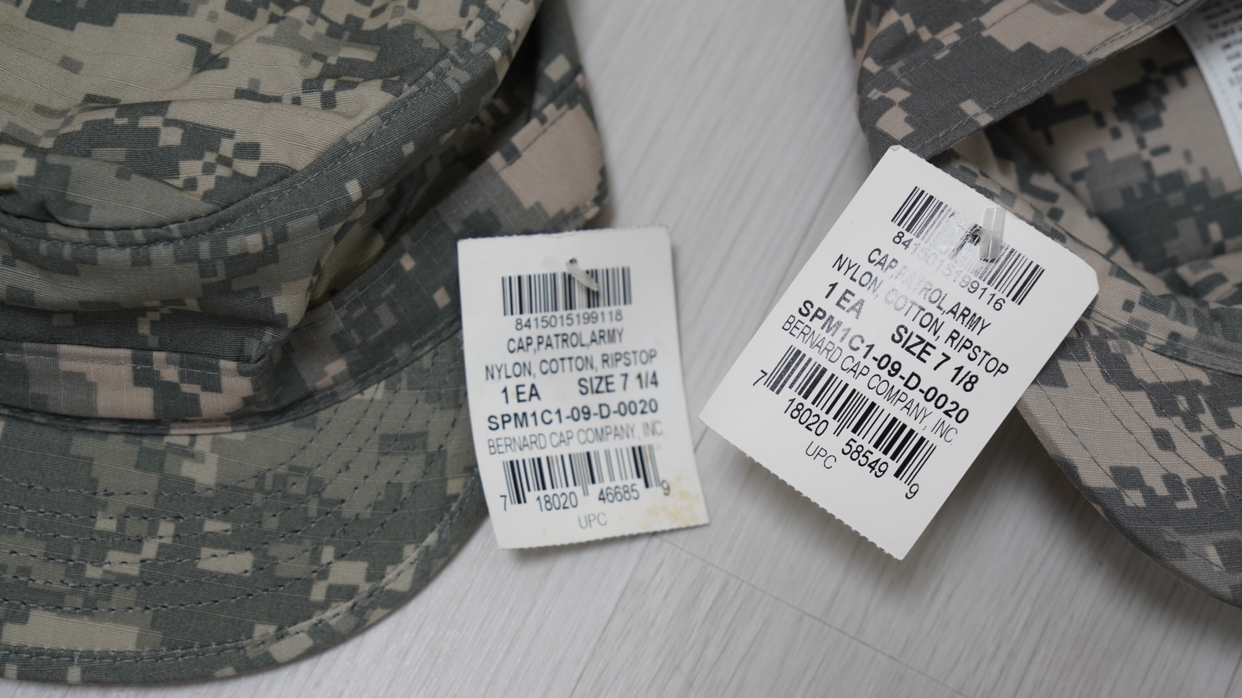 8415015199118
CAP,PATROL,ARMY
NYLON, COTTON, RIPSTOP
1 EA SIZE 7 1/4
SPM1C1-09-D-0020
BERNARD CAP COMPANY, INC
7 18020 46685 9
UPC
8415015199116
CAP,PATROL,ARMY
NYLON, COTTON, RIPSTOP
1 EA SIZE 7 1/8
SPM1C1-09-D-0020
BERNARD CAP COMPANY, INC
7 18020 58549 9
UPC